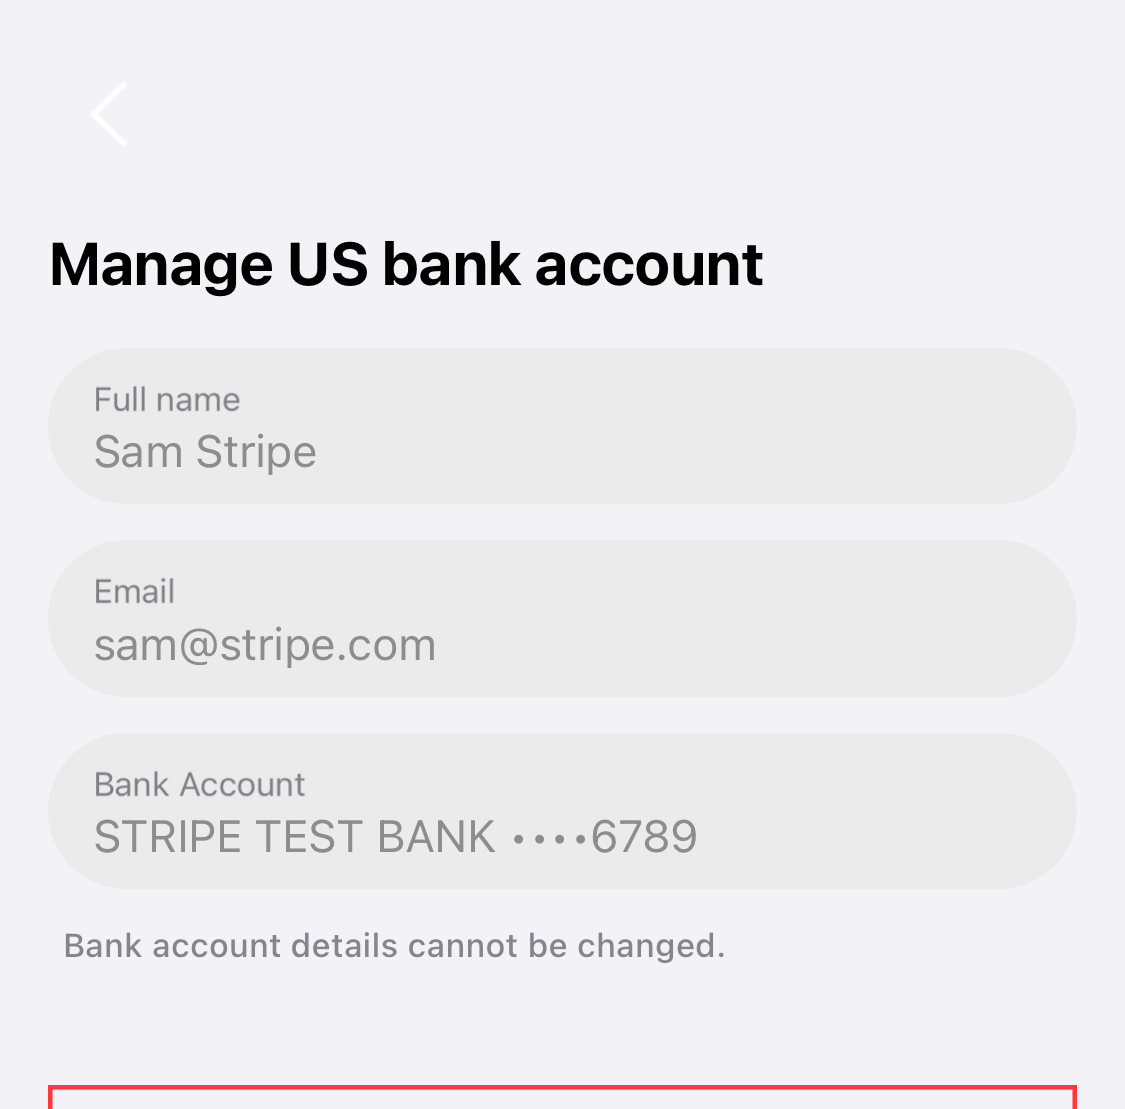 Manage US bank account
Full name
Sam Stripe
Email
sam@stripe.com
Bank Account
STRIPE TEST BANK ••••6789
Bank account details cannot be changed.